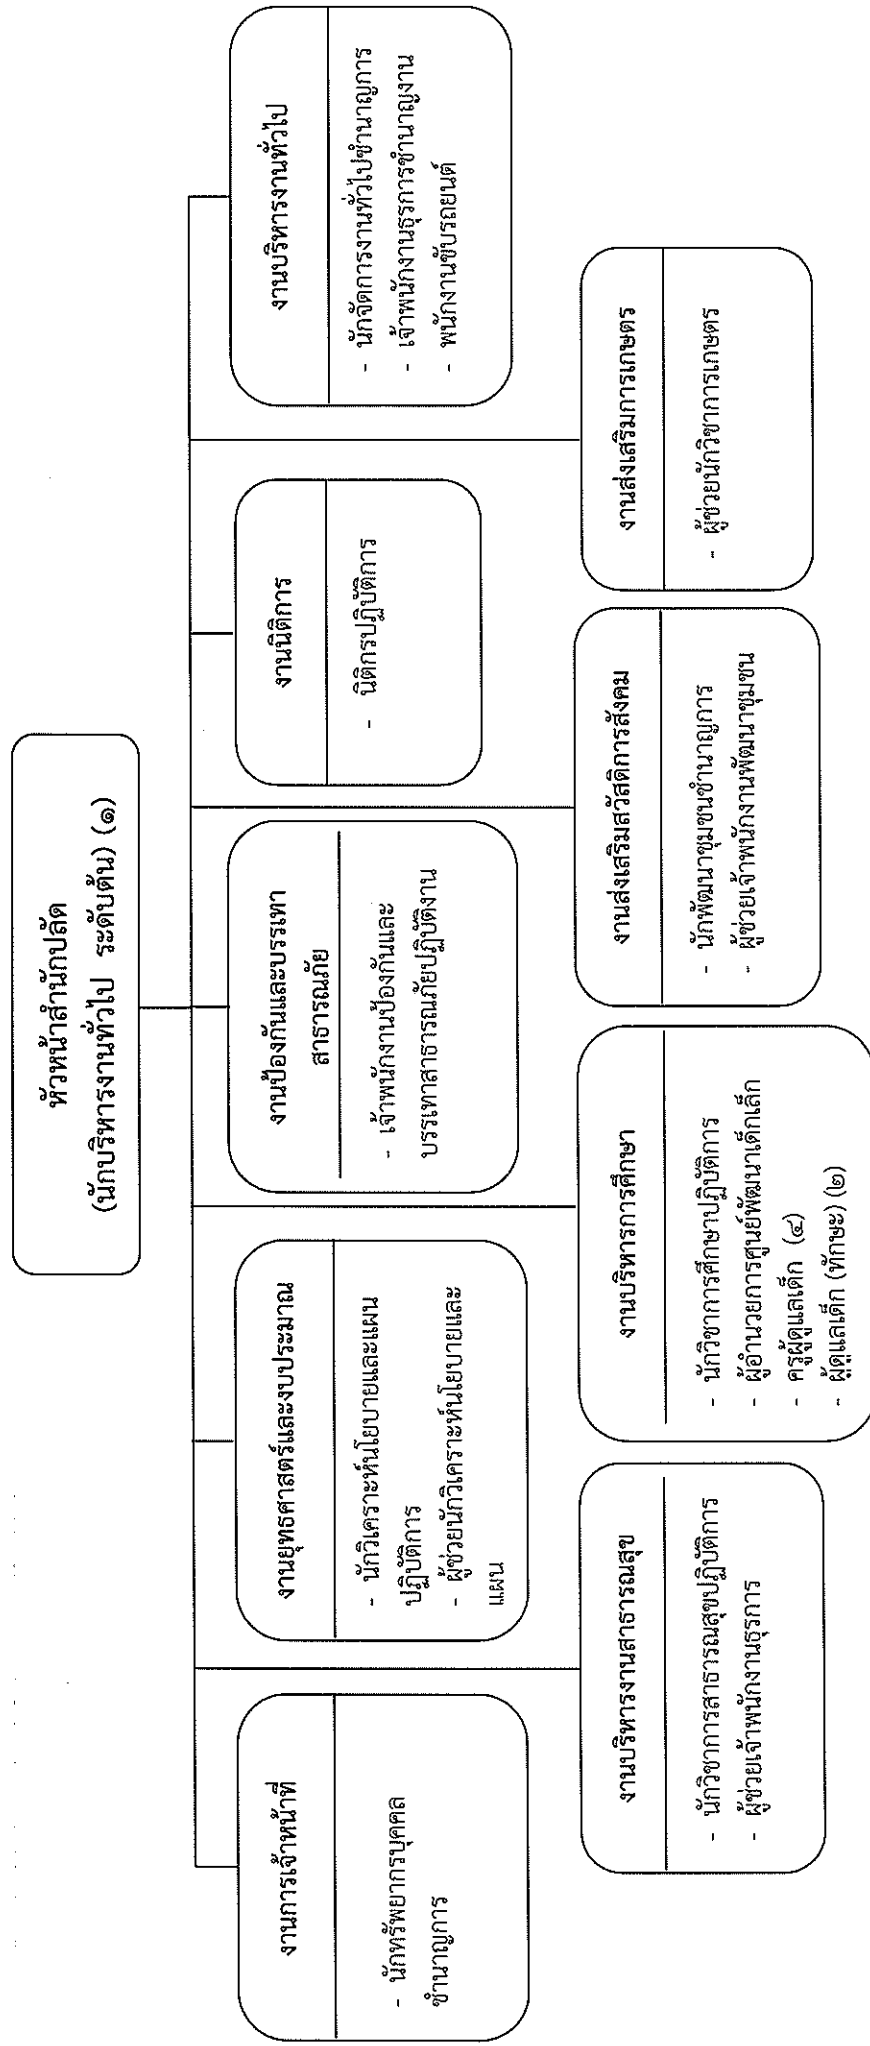 หัวหน้าสำนักปลัด
(นักบริหารงานทั่วไป ระดับต้น) (๑)
งานการเจ้าหน้าที่
- นักทรัพยากรบุคคล
ชำนาญการ
งานยุทธศาสตร์และงบประมาณ
- นักวิเคราะห์นโยบายและแผน
ปฏิบัติการ
- ผู้ช่วยนักวิเคราะห์นโยบายและ
แผน
งานป้องกันและบรรเทา
สาธารณภัย
- เจ้าพนักงานป้องกันและ
บรรเทาสาธารณภัยปฏิบัติงาน
งานนิติการ
- นิติกรปฏิบัติการ
งานบริหารงานทั่วไป
- นักจัดการงานทั่วไปชำนาญการ
- เจ้าพนักงานธุรการชำนาญงาน
- พนักงานขับรถยนต์
งานบริหารงานสาธารณสุข
- นักวิชาการสาธารณสุขปฏิบัติการ
- ผู้ช่วยเจ้าพนักงานธุรการ
งานบริหารการศึกษา
- นักวิชาการศึกษาปฏิบัติการ
- ผู้อำนวยการศูนย์พัฒนาเด็กเล็ก
- ครูผู้ดูแลเด็ก (๔)
- ผู้ดูแลเด็ก (ทักษะ) (๒)
งานส่งเสริมสวัสดิการสังคม
- นักพัฒนาชุมชนชำนาญการ
- ผู้ช่วยเจ้าพนักงานพัฒนาชุมชน
งานส่งเสริมการเกษตร
- ผู้ช่วยนักวิชาการเกษตร